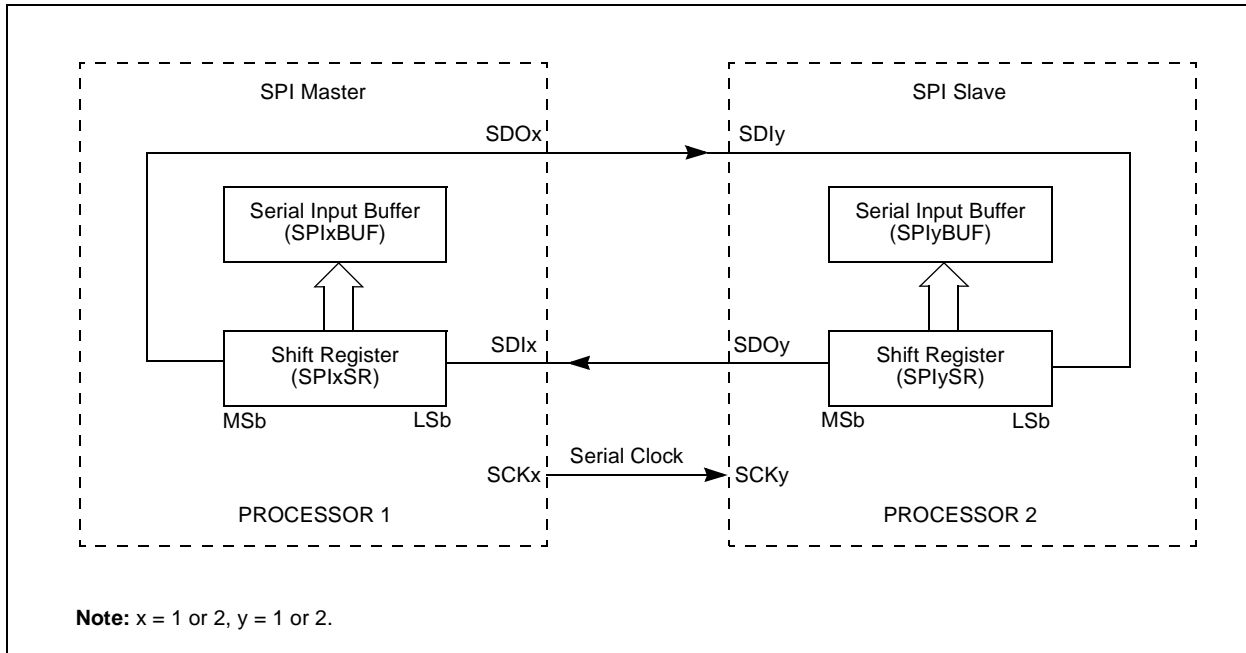 SPI Master
SPI Slave
SDOx
SDIy
Serial Input Buffer
(SPIxBUF)
Serial Input Buffer
(SPIyBUF)
Shift Register
(SPIxSR)
SDIx
SDOy
Shift Register
(SPIySR)
MSb
LSb
MSb
LSb
Serial Clock
SCKx
SCKy
PROCESSOR 1
PROCESSOR 2
Note: x = 1 or 2, y = 1 or 2.